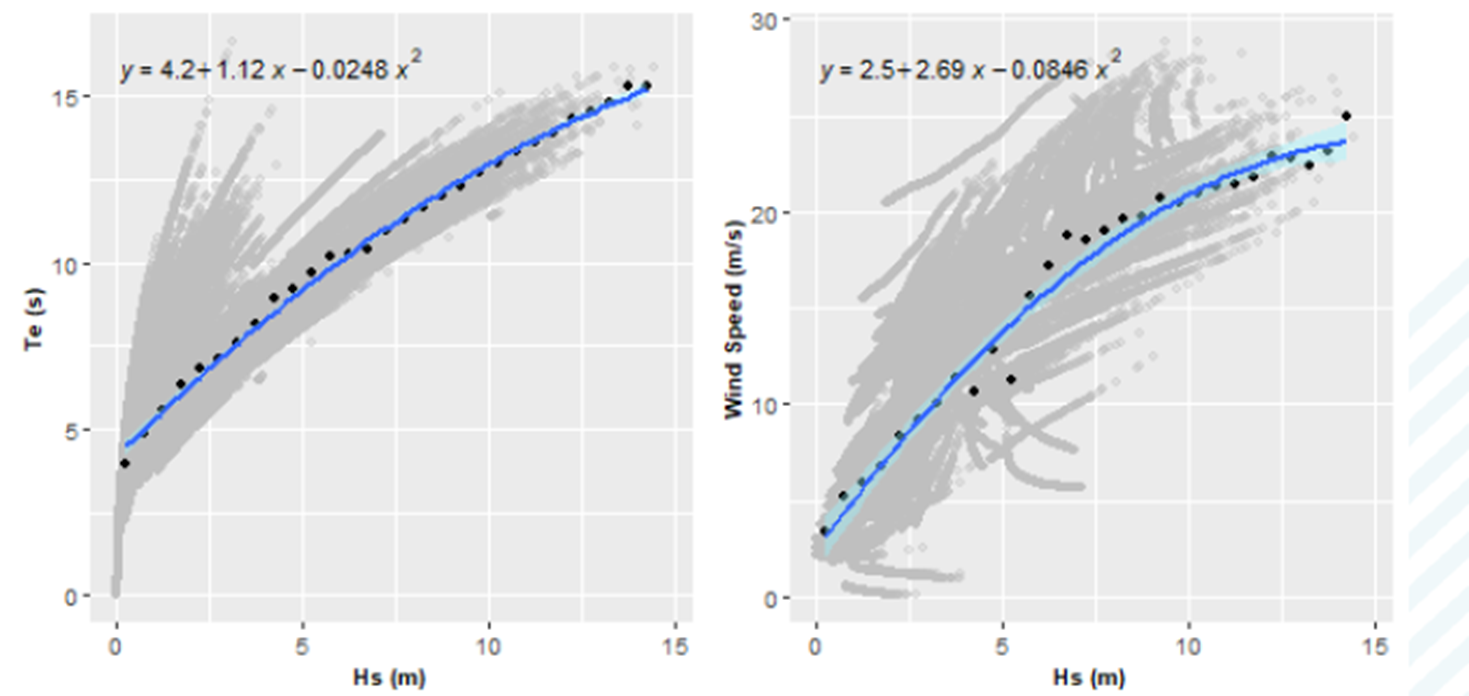 y = 4.2+1.12 x − 0.0248 x²
15
10
5
0
Te (s)
0 5 10 15
Hs (m)
y = 2.5+2.69 x − 0.0846 x²
30
20
10
0
Wind Speed (m/s)
0 5 10 15
Hs (m)